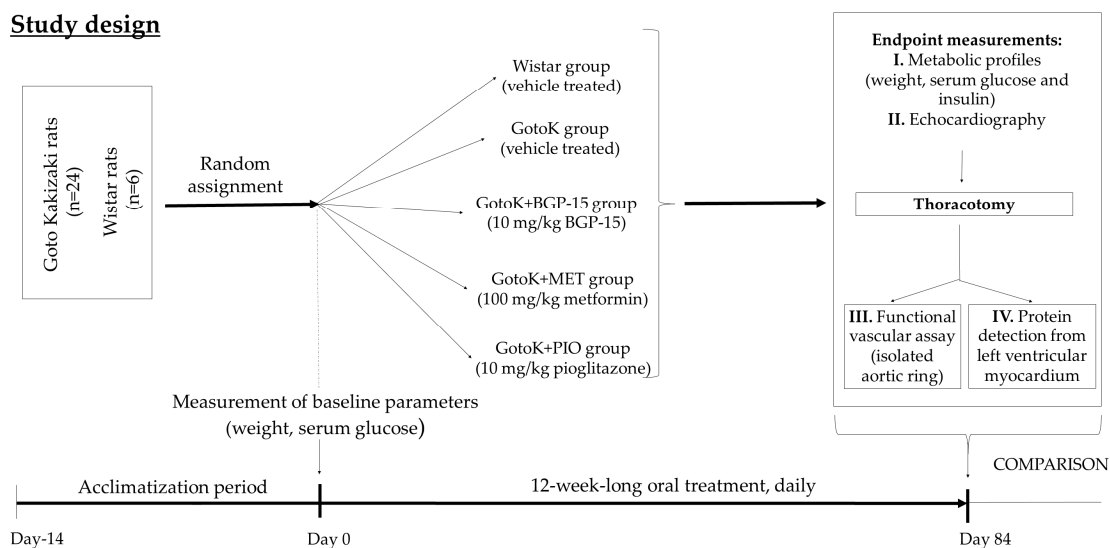 Study design
Goto Kakizaki rats
(n=24)
Wistar rats
(n=6)
Random
assignment
Wistar group
(vehicle treated)
GotoK group
(vehicle treated)
GotoK+BGP-15 group
(10 mg/kg BGP-15)
GotoK+MET group
(100 mg/kg metformin)
GotoK+PIO group
(10 mg/kg pioglitazone)
Measurement of baseline parameters
(weight, serum glucose)
Endpoint measurements:
I. Metabolic profiles
(weight, serum glucose and
insulin)
II. Echocardiography
Thoracotomy
III. Functional
vascular assay
(isolated
aortic ring)
IV. Protein
detection from
left ventricular
myocardium
COMPARISON
Acclimatization period
12-week-long oral treatment, daily
Day-14
Day 0
Day 84